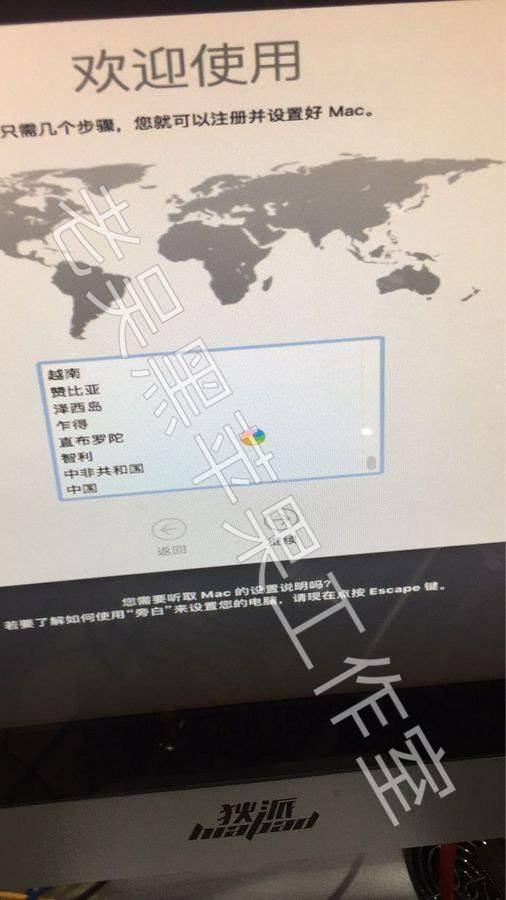 欢迎使用
只需几个步骤，您就可以注册并设置好 Mac。
越南
赞比亚
泽西岛
乍得
直布罗陀
智利
中非共和国
中国
返回
继续
您需要听取 Mac 的设置说明吗？
若要了解如何使用“旁白”来设置您的电脑，请现在点按 Escape 键。
老吴黑苹果工作室
狄派